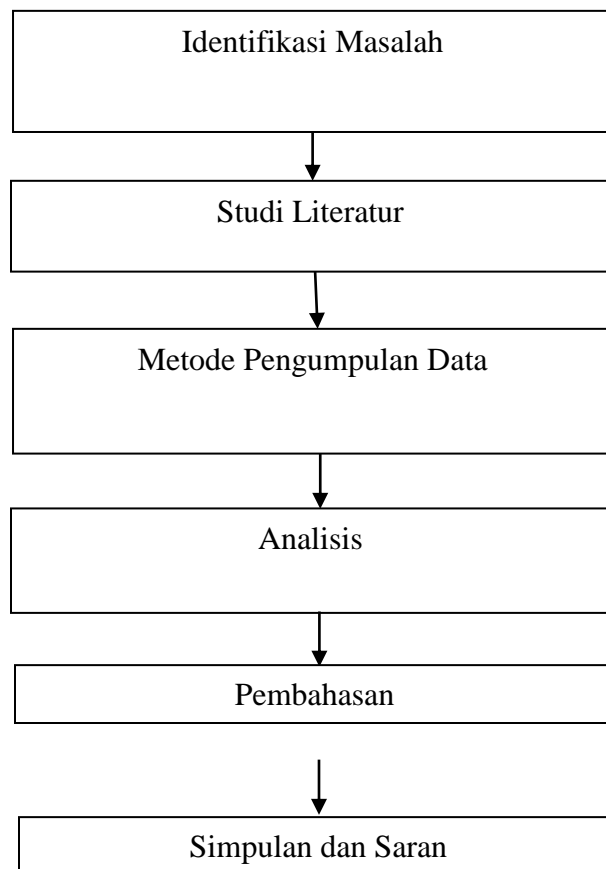 Identifikasi Masalah
Studi Literatur
Metode Pengumpulan Data
Analisis
Pembahasan
Simpulan dan Saran